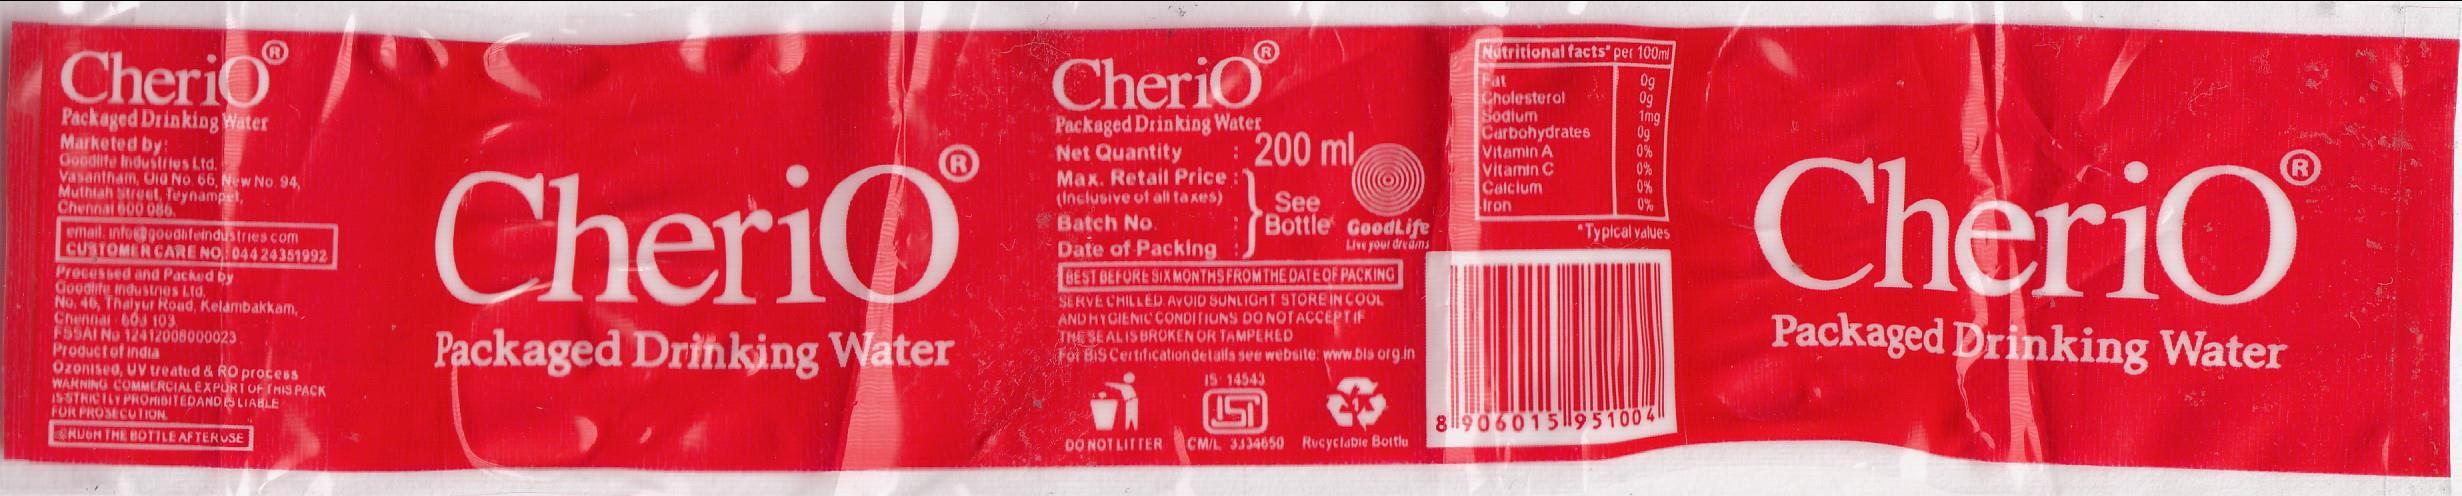 CheriO®
Packaged Drinking Water
Marketed by:
Goodlife Industries Ltd.
Vasantham, Old No. 66, New No. 94,
Muthiah Street, Teynampet,
Chennai 600 086.
email: info@goodlifeindustries.com
CUSTOMER CARE NO.: 044 24351992
Processed and Packed by
Goodlife Industries Ltd,
No. 46, Thaiyur Road, Kelambakkam,
Chennai - 603 103.
FSSAI No 12412008000023
Product of India
Ozonised, UV treated & RO process
WARNING COMMERCIAL EXPORT OF THIS PACK
IS STRICTLY PROHIBITED AND IS LIABLE
FOR PROSECUTION.
CRUSH THE BOTTLE AFTER USE
CheriO®
Packaged Drinking Water
CheriO®
Packaged Drinking Water
Net Quantity : 200 ml
Max. Retail Price :
(Inclusive of all taxes)
Batch No.
Date of Packing :
See
Bottle
GoodLife
Live your dreams
BEST BEFORE SIX MONTHS FROM THE DATE OF PACKING
SERVE CHILLED. AVOID SUNLIGHT STORE IN COOL
AND HYGIENIC CONDITIONS DO NOT ACCEPT IF
THE SEAL IS BROKEN OR TAMPERED
For BIS Certification details see website: www.bis.org.in
DO NOT LITTER
IS: 14543
ISI
CM/L 3334650
1
Recyclable Bottle
Nutritional facts* per 100ml
Fat 0g
Cholesterol 0g
Sodium 1mg
Carbohydrates 0g
Vitamin A 0%
Vitamin C 0%
Calcium 0%
Iron 0%
*Typical values
8 906015 951004
CheriO®
Packaged Drinking Water